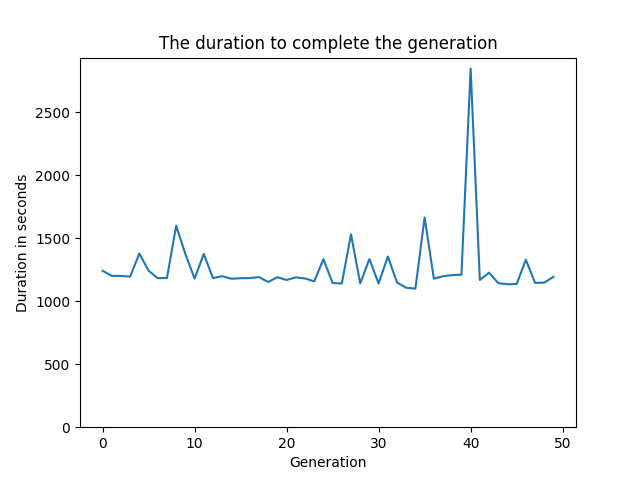 The duration to complete the generation
2500
2000
1500
1000
500
0
Duration in seconds
0 10 20 30 40 50
Generation